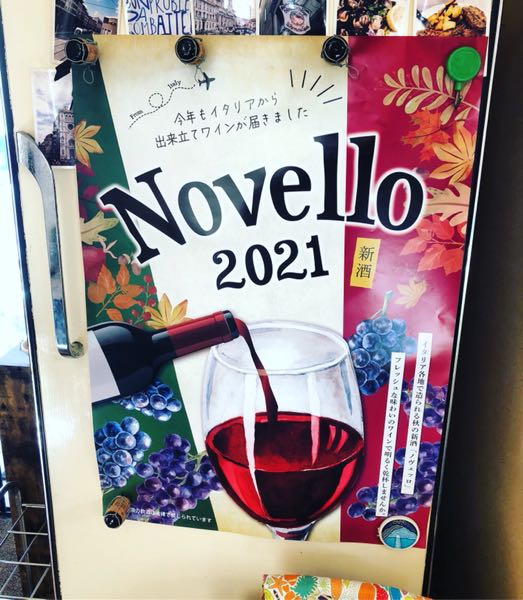 From Italy
今年もイタリアから
出来立てワインが届きました
Novello
2021
新酒
イタリア各地で造られる秋の新酒「ノヴェッロ」
フレッシュな味わいのワインで明るく乾杯しませんか。